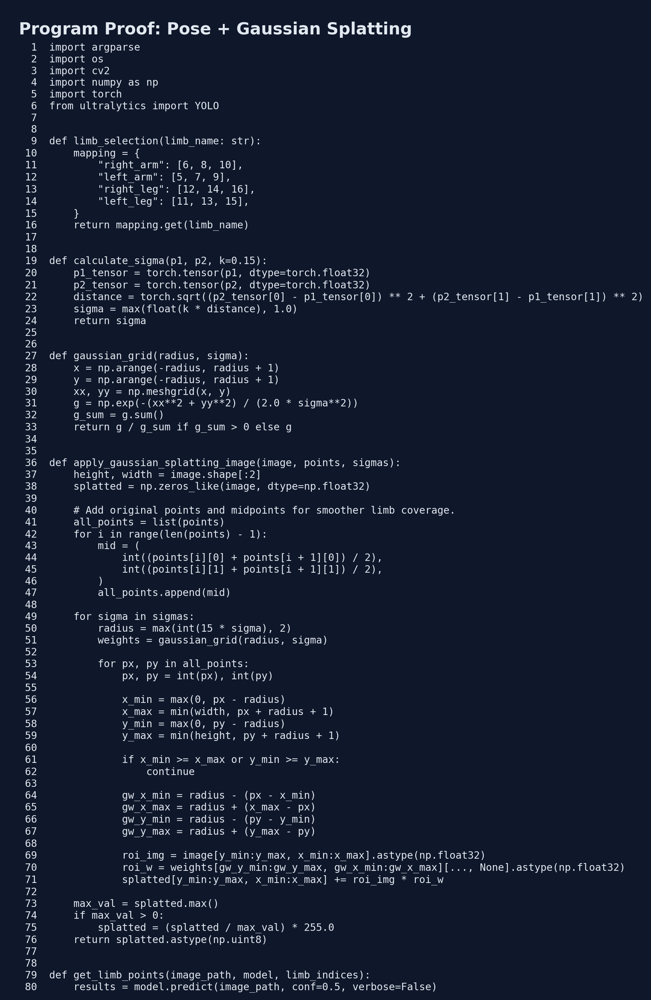 Program Proof: Pose + Gaussian Splatting
1  import argparse
2  import os
3  import cv2
4  import numpy as np
5  import torch
6  from ultralytics import YOLO
7
8
9  def limb_selection(limb_name: str):
10      mapping = {
11          "right_arm": [6, 8, 10],
12          "left_arm": [5, 7, 9],
13          "right_leg": [12, 14, 16],
14          "left_leg": [11, 13, 15],
15      }
16      return mapping.get(limb_name)
17
18
19  def calculate_sigma(p1, p2, k=0.15):
20      p1_tensor = torch.tensor(p1, dtype=torch.float32)
21      p2_tensor = torch.tensor(p2, dtype=torch.float32)
22      distance = torch.sqrt((p2_tensor[0] - p1_tensor[0]) ** 2 + (p2_tensor[1] - p1_tensor[1]) ** 2)
23      sigma = max(float(k * distance), 1.0)
24      return sigma
25
26
27  def gaussian_grid(radius, sigma):
28      x = np.arange(-radius, radius + 1)
29      y = np.arange(-radius, radius + 1)
30      xx, yy = np.meshgrid(x, y)
31      g = np.exp(-(xx**2 + yy**2) / (2.0 * sigma**2))
32      g_sum = g.sum()
33      return g / g_sum if g_sum > 0 else g
34
35
36  def apply_gaussian_splatting_image(image, points, sigmas):
37      height, width = image.shape[:2]
38      splatted = np.zeros_like(image, dtype=np.float32)
39
40      # Add original points and midpoints for smoother limb coverage.
41      all_points = list(points)
42      for i in range(len(points) - 1):
43          mid = (
44              int((points[i][0] + points[i + 1][0]) / 2),
45              int((points[i][1] + points[i + 1][1]) / 2),
46          )
47          all_points.append(mid)
48
49      for sigma in sigmas:
50          radius = max(int(15 * sigma), 2)
51          weights = gaussian_grid(radius, sigma)
52
53          for px, py in all_points:
54              px, py = int(px), int(py)
55
56              x_min = max(0, px - radius)
57              x_max = min(width, px + radius + 1)
58              y_min = max(0, py - radius)
59              y_max = min(height, py + radius + 1)
60
61              if x_min >= x_max or y_min >= y_max:
62                  continue
63
64              gw_x_min = radius - (px - x_min)
65              gw_x_max = radius + (x_max - px)
66              gw_y_min = radius - (py - y_min)
67              gw_y_max = radius + (y_max - py)
68
69              roi_img = image[y_min:y_max, x_min:x_max].astype(np.float32)
70              roi_w = weights[gw_y_min:gw_y_max, gw_x_min:gw_x_max][..., None].astype(np.float32)
71              splatted[y_min:y_max, x_min:x_max] += roi_img * roi_w
72
73      max_val = splatted.max()
74      if max_val > 0:
75          splatted = (splatted / max_val) * 255.0
76      return splatted.astype(np.uint8)
77
78
79  def get_limb_points(image_path, model, limb_indices):
80      results = model.predict(image_path, conf=0.5, verbose=False)